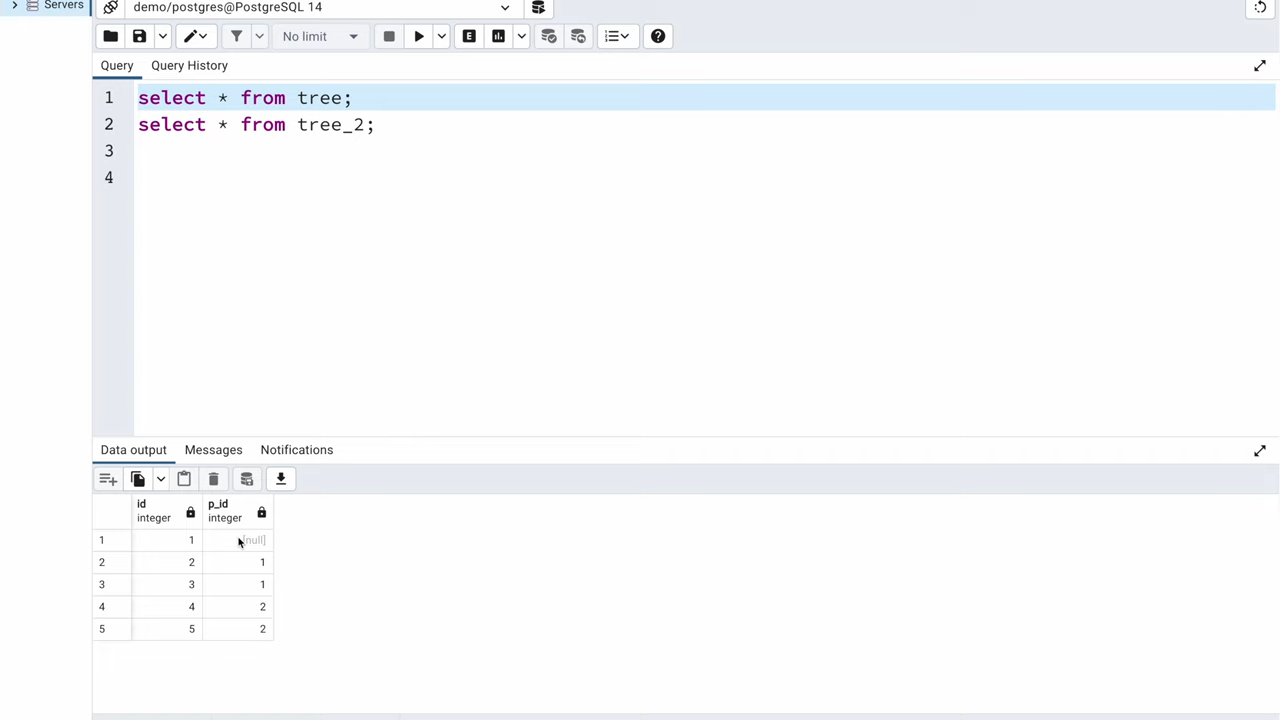 Servers
demo/postgres@PostgreSQL 14
No limit
E
Query Query History
1 select * from tree;
2 select * from tree_2;
3
4
Data output Messages Notifications
id p_id
integer integer
1 1 [null]
2 2 1
3 3 1
4 4 2
5 5 2